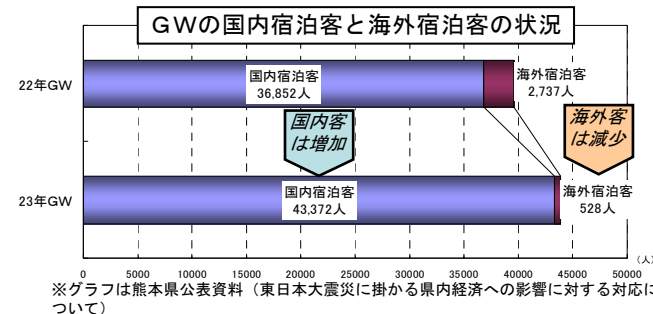 GWの国内宿泊客と海外宿泊客の状況
22年GW
国内宿泊客
36,852人
海外宿泊客
2,737人
国内客
は増加
海外客
は減少
23年GW
国内宿泊客
43,372人
海外宿泊客
528人
(人)
0 5000 10000 15000 20000 25000 30000 35000 40000 45000 50000
※グラフは熊本県公表資料（東日本大震災に掛かる県内経済への影響に対する対応に
ついて）